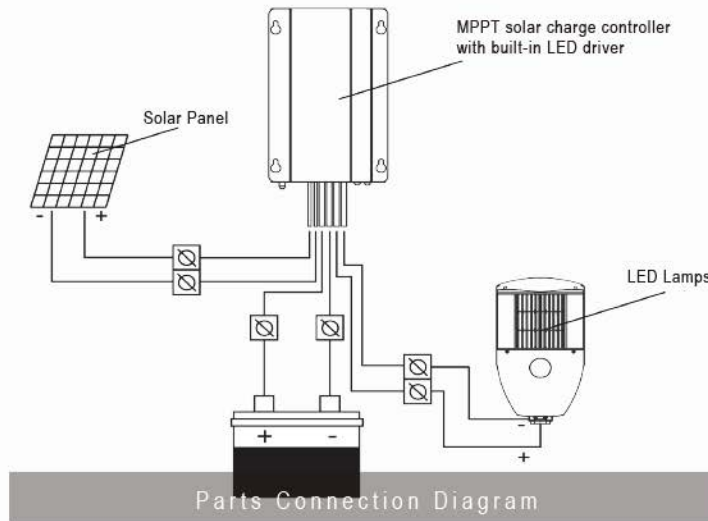 MPPT solar charge controller
with built-in LED driver
Solar Panel
- +
LED Lamps
+ -
-
+
Parts Connection Diagram